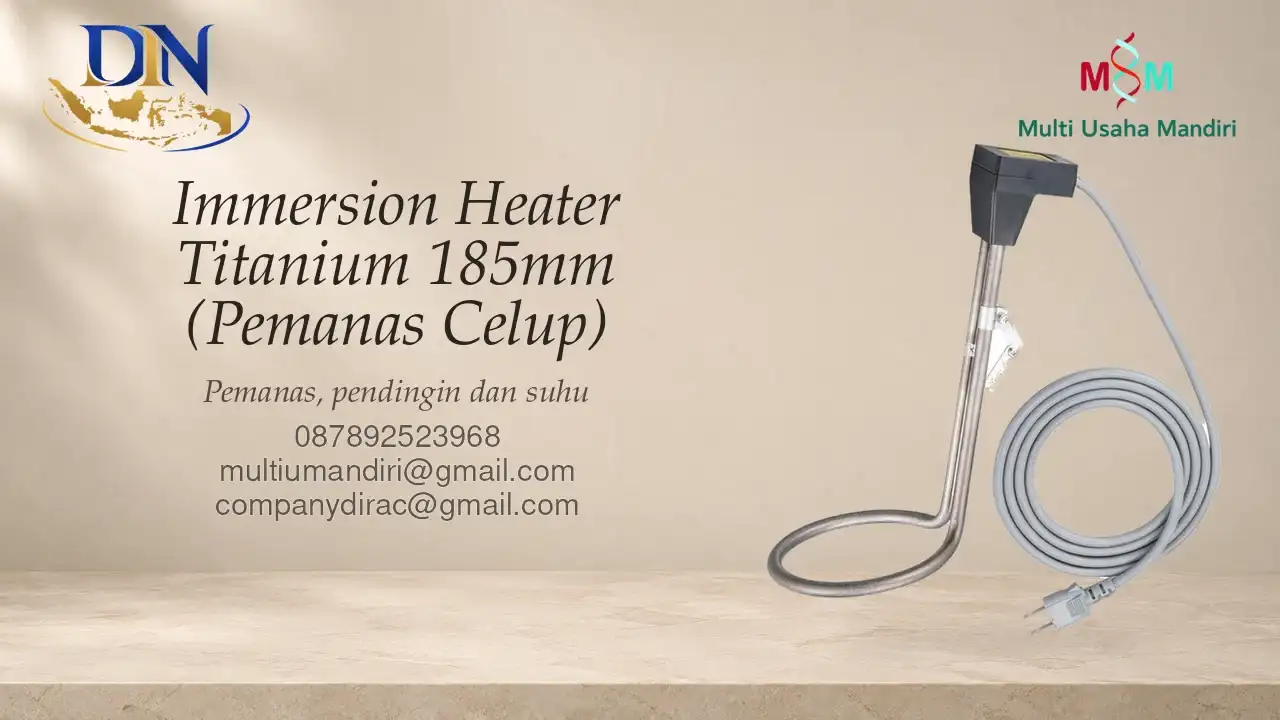 DN
MSM
Multi Usaha Mandiri
Immersion Heater
Titanium 185mm
(Pemanas Celup)
Pemanas, pendingin dan suhu
087892523968
multiumandiri@gmail.com
companydirac@gmail.com